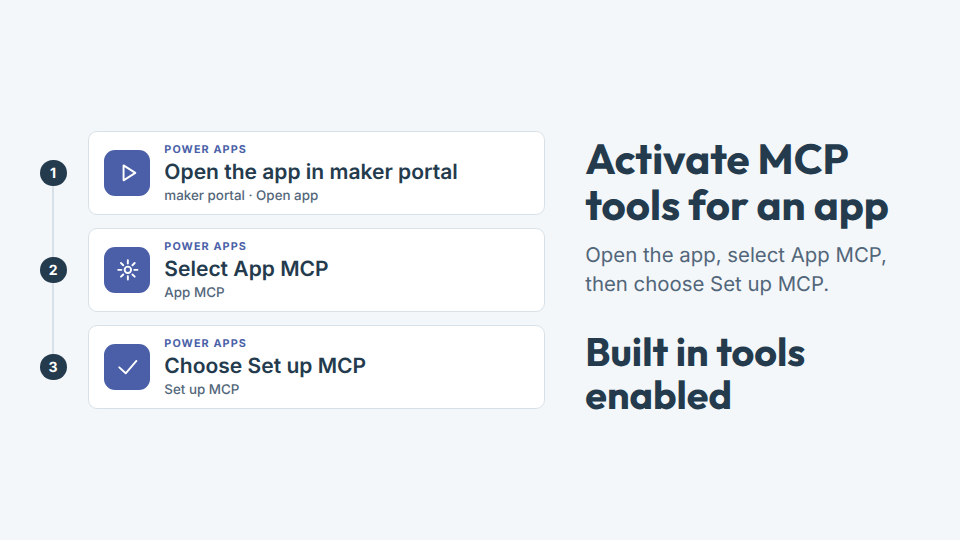 1
POWER APPS
Open the app in maker portal
maker portal · Open app
2
POWER APPS
Select App MCP
App MCP
3
POWER APPS
Choose Set up MCP
Set up MCP
Activate MCP
tools for an app
Open the app, select App MCP,
then choose Set up MCP.
Built in tools
enabled